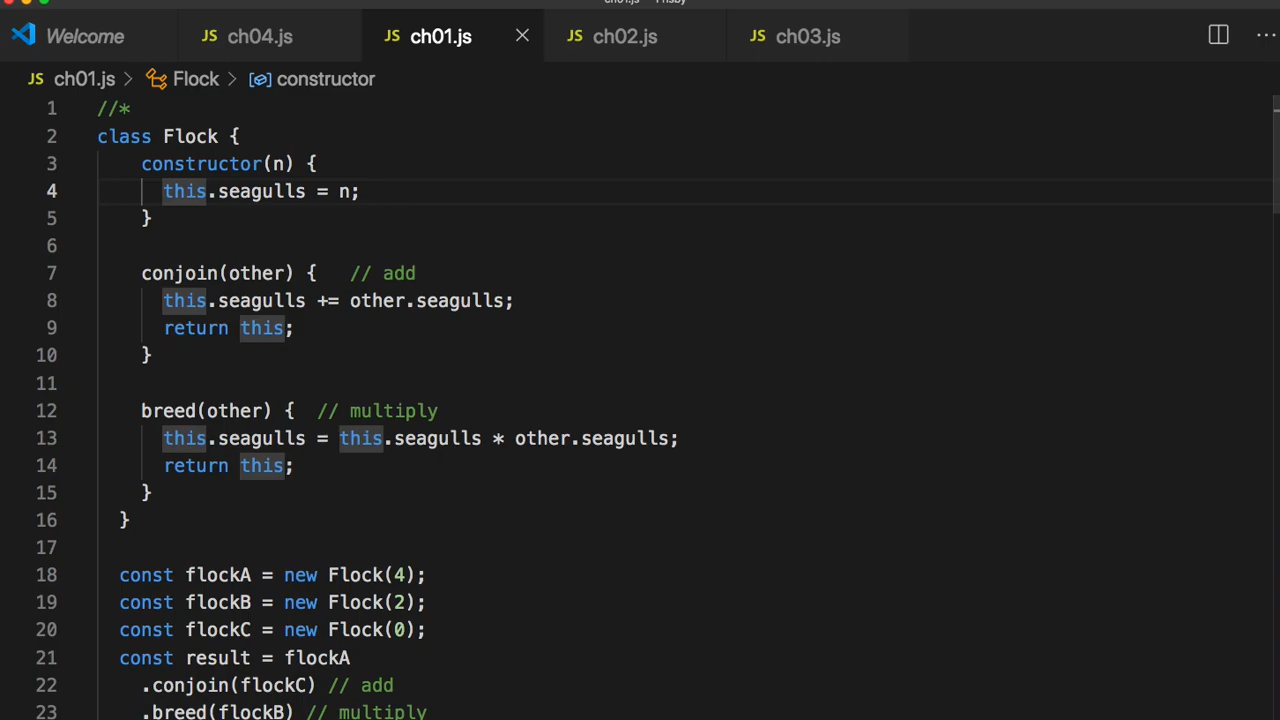 Welcome JS ch04.js JS ch01.js JS ch02.js JS ch03.js
JS ch01.js > Flock > constructor
1 //*
2 class Flock {
3 constructor(n) {
4 this.seagulls = n;
5 }
6
7 conjoin(other) { // add
8 this.seagulls += other.seagulls;
9 return this;
10 }
11
12 breed(other) { // multiply
13 this.seagulls = this.seagulls * other.seagulls;
14 return this;
15 }
16 }
17
18 const flockA = new Flock(4);
19 const flockB = new Flock(2);
20 const flockC = new Flock(0);
21 const result = flockA
22 .conjoin(flockC) // add
23 .breed(flockB) // multiply